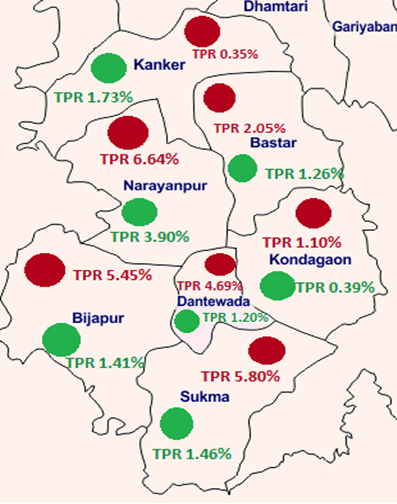 Dhamtari
Gariyaban
TPR 0.35%
Kanker
TPR 1.73%
TPR 2.05%
Bastar
TPR 6.64%
TPR 1.26%
Narayanpur
TPR 3.90%
TPR 1.10%
Kondagaon
TPR 5.45%
TPR 4.69%
TPR 0.39%
Dantewada
TPR 1.20%
Bijapur
TPR 1.41%
TPR 5.80%
Sukma
TPR 1.46%